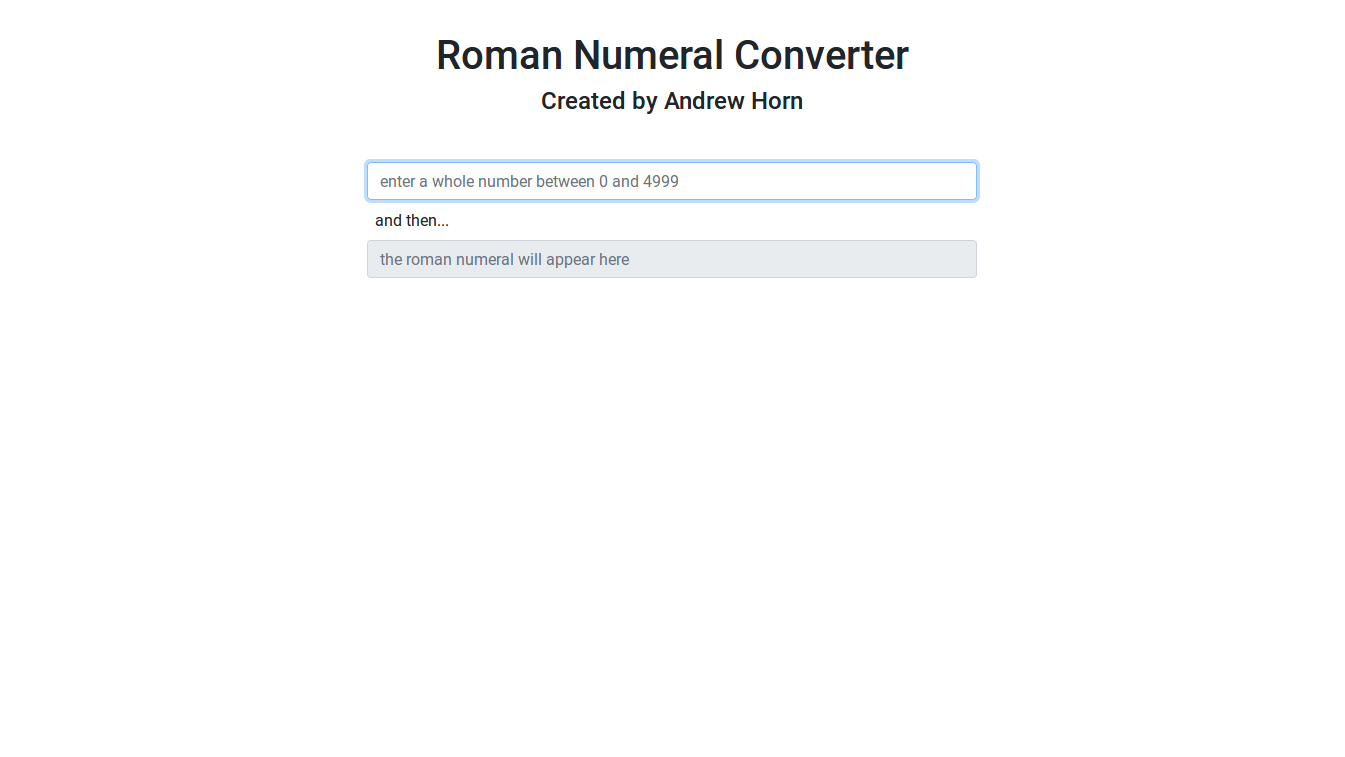 Roman Numeral Converter
Created by Andrew Horn
enter a whole number between 0 and 4999
and then...
the roman numeral will appear here